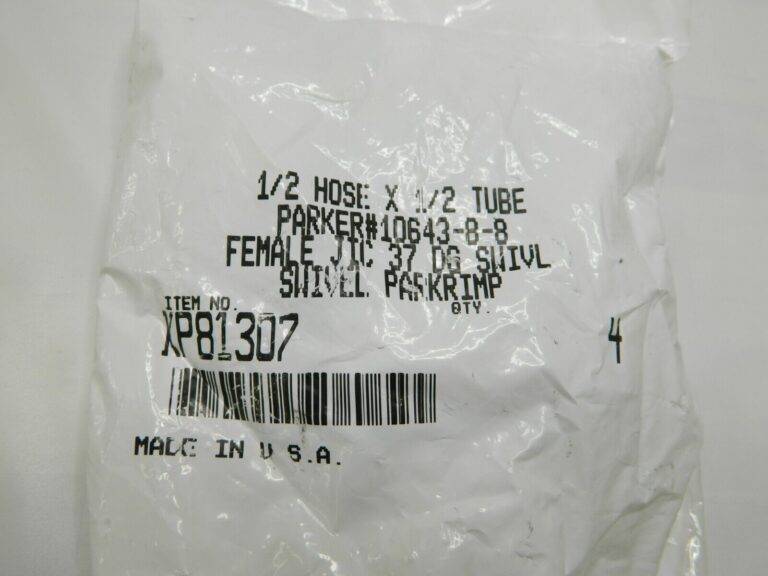 1/2 HOSE X 1/2 TUBE
PARKER#10643-8-8
FEMALE JIC 37 DG SWIVL
SWIVEL PARKRIMP
ITEM NO. QTY.
XP81307 4
MADE IN U.S.A.